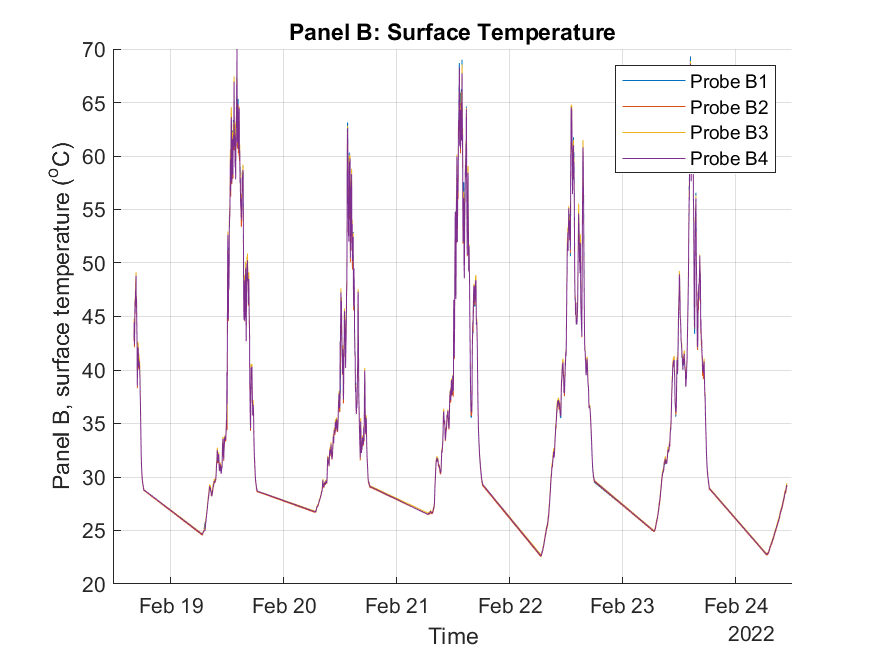 Panel B: Surface Temperature
Panel B, surface temperature (°C)
70
65
60
55
50
45
40
35
30
25
20
Probe B1
Probe B2
Probe B3
Probe B4
Feb 19
Feb 20
Feb 21
Feb 22
Feb 23
Feb 24
2022
Time